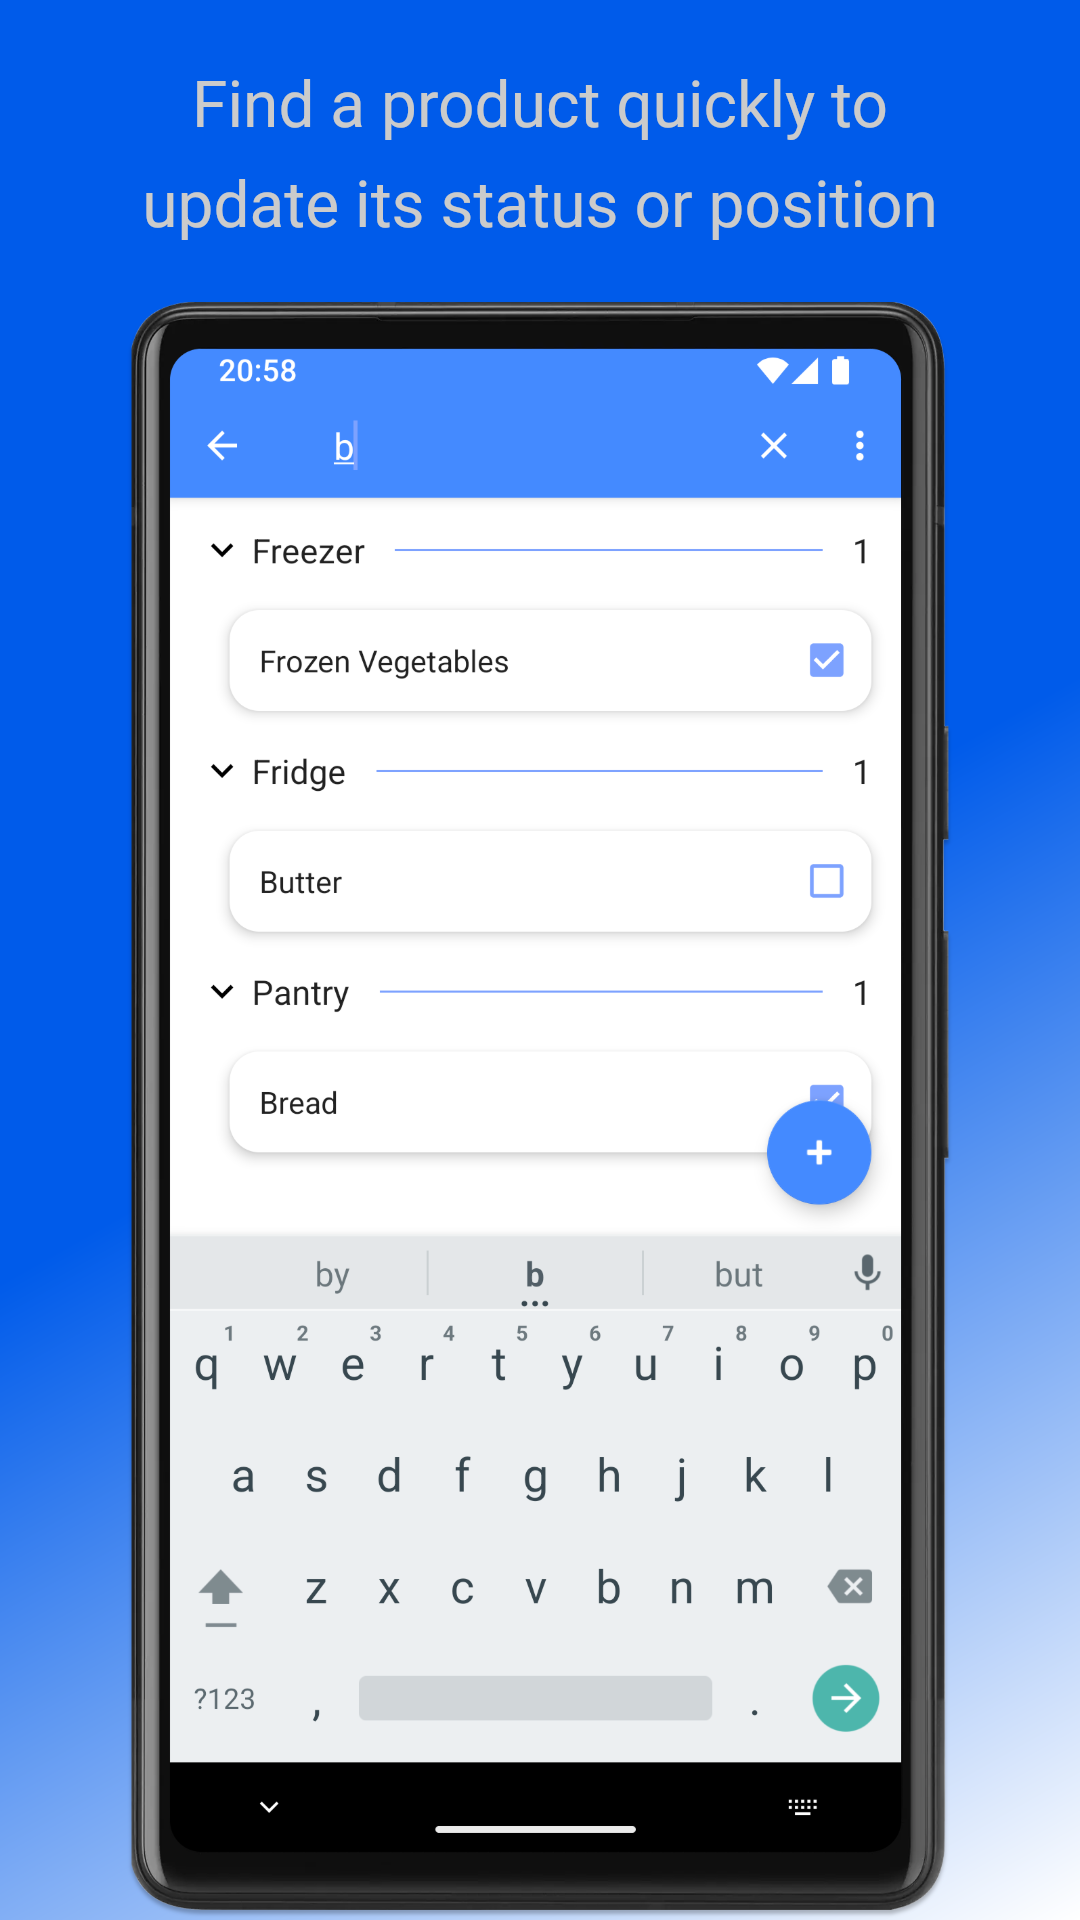 Find a product quickly to
update its status or position
20:58
b
Freezer 1
Frozen Vegetables
Fridge 1
Butter
Pantry 1
Bread
+
by b but
1 2 3 4 5 6 7 8 9 0
q w e r t y u i o p
a s d f g h j k l
z x c v b n m
?123 , .